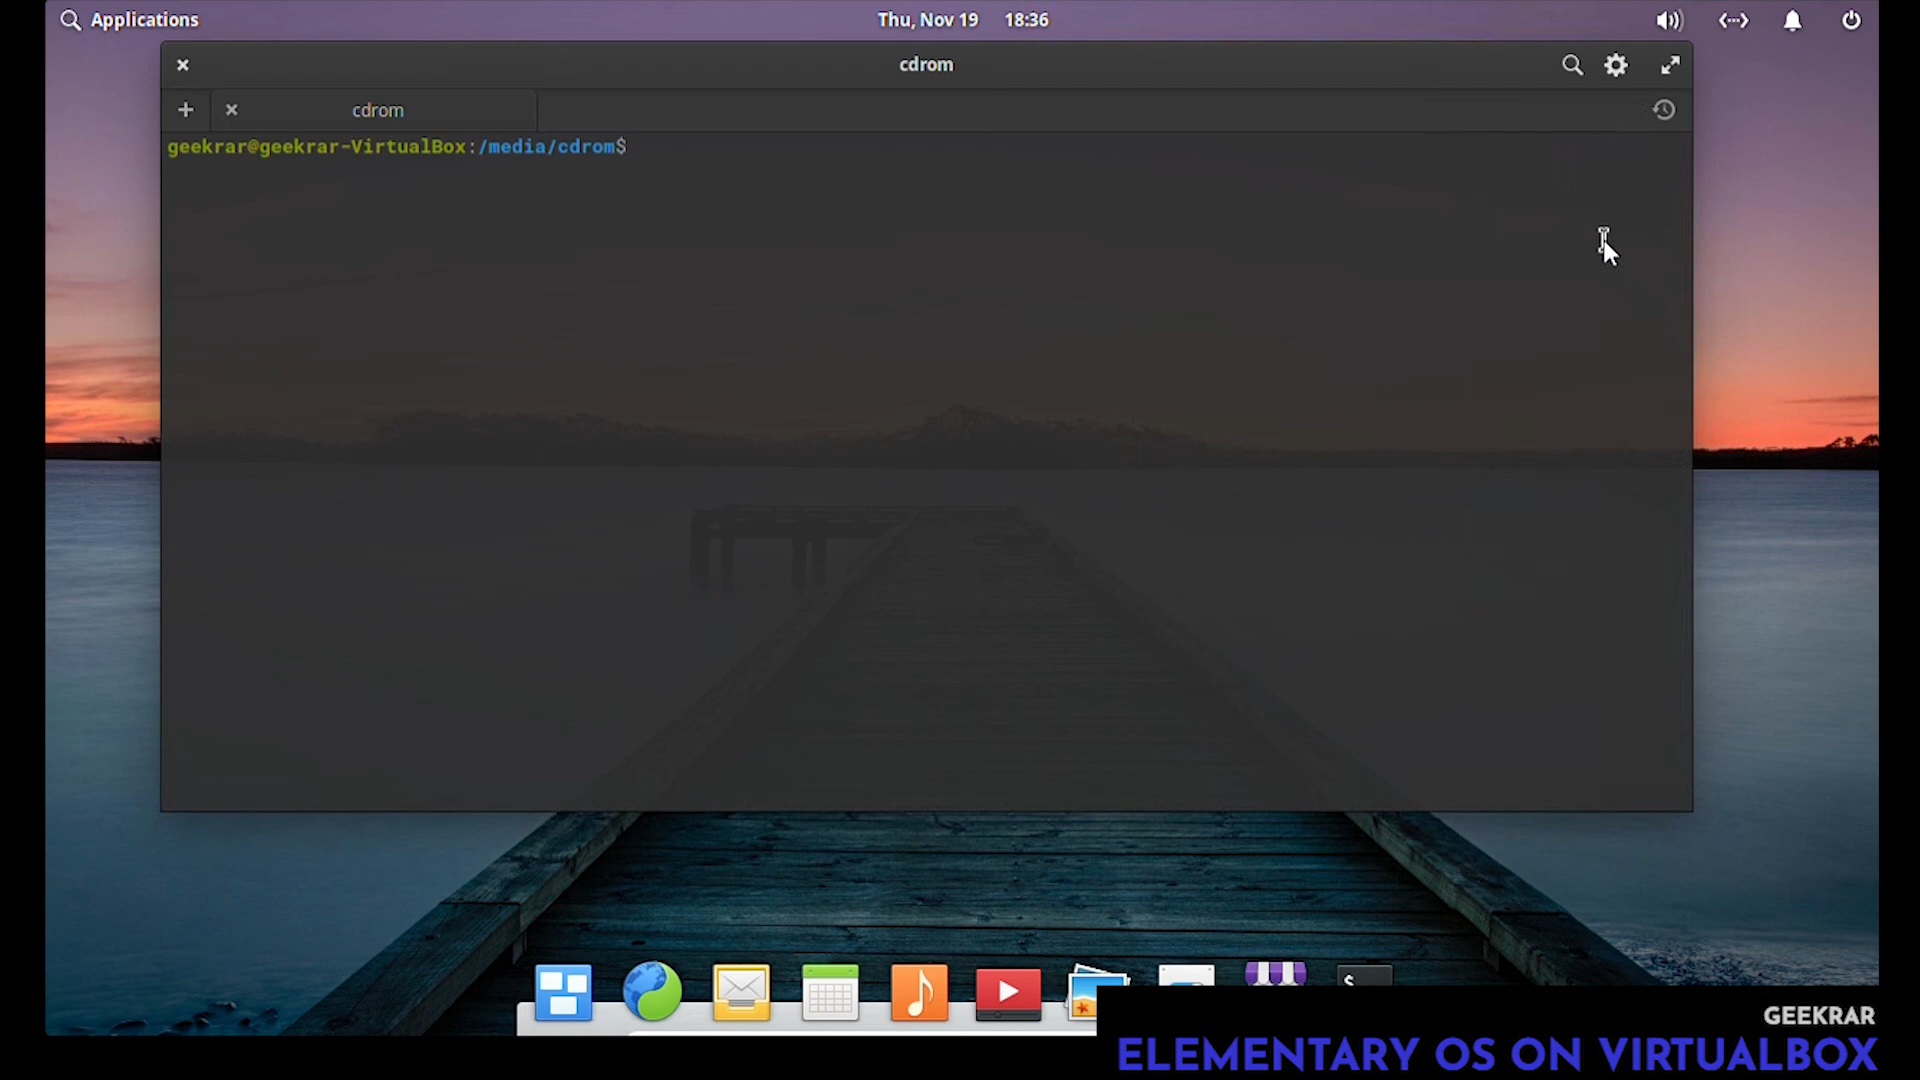 Applications
Thu, Nov 19 18:36
cdrom
cdrom
geekrar@geekrar-VirtualBox:/media/cdrom$
$
GEEKRAR
ELEMENTARY OS ON VIRTUALBOX